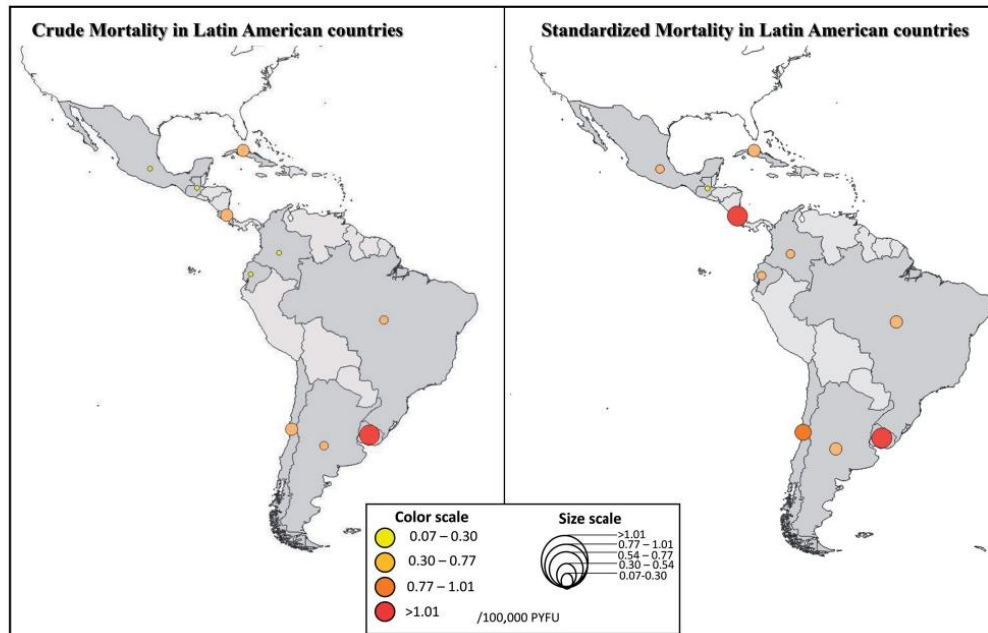 Crude Mortality in Latin American countries
Standardized Mortality in Latin American countries
Color scale
0.07 – 0.30
0.30 – 0.77
0.77 – 1.01
>1.01
Size scale
>1.01
0.77 – 1.01
0.54 – 0.77
0.30 – 0.54
0.07-0.30
/100,000 PYFU